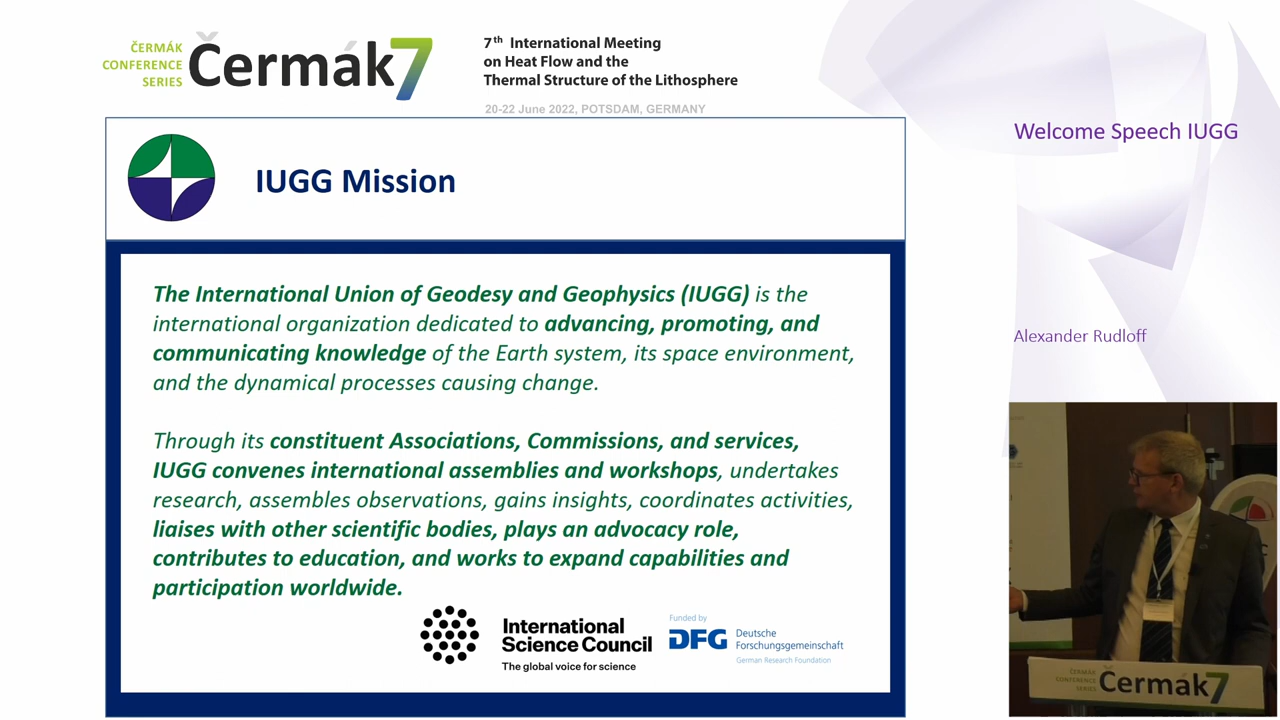 ČERMÁK
CONFERENCE
SERIES
Čermák7
7th International Meeting
on Heat Flow and the
Thermal Structure of the Lithosphere
20-22 June 2022, POTSDAM, GERMANY
IUGG Mission
The International Union of Geodesy and Geophysics (IUGG) is the
international organization dedicated to advancing, promoting, and
communicating knowledge of the Earth system, its space environment,
and the dynamical processes causing change.
Through its constituent Associations, Commissions, and services,
IUGG convenes international assemblies and workshops, undertakes
research, assembles observations, gains insights, coordinates activities,
liaises with other scientific bodies, plays an advocacy role,
contributes to education, and works to expand capabilities and
participation worldwide.
International
Science Council
The global voice for science
Funded by
DFG
Deutsche
Forschungsgemeinschaft
German Research Foundation
Welcome Speech IUGG
Alexander Rudloff
ČERMÁK
CONFERENCE
SERIES
Čermák7